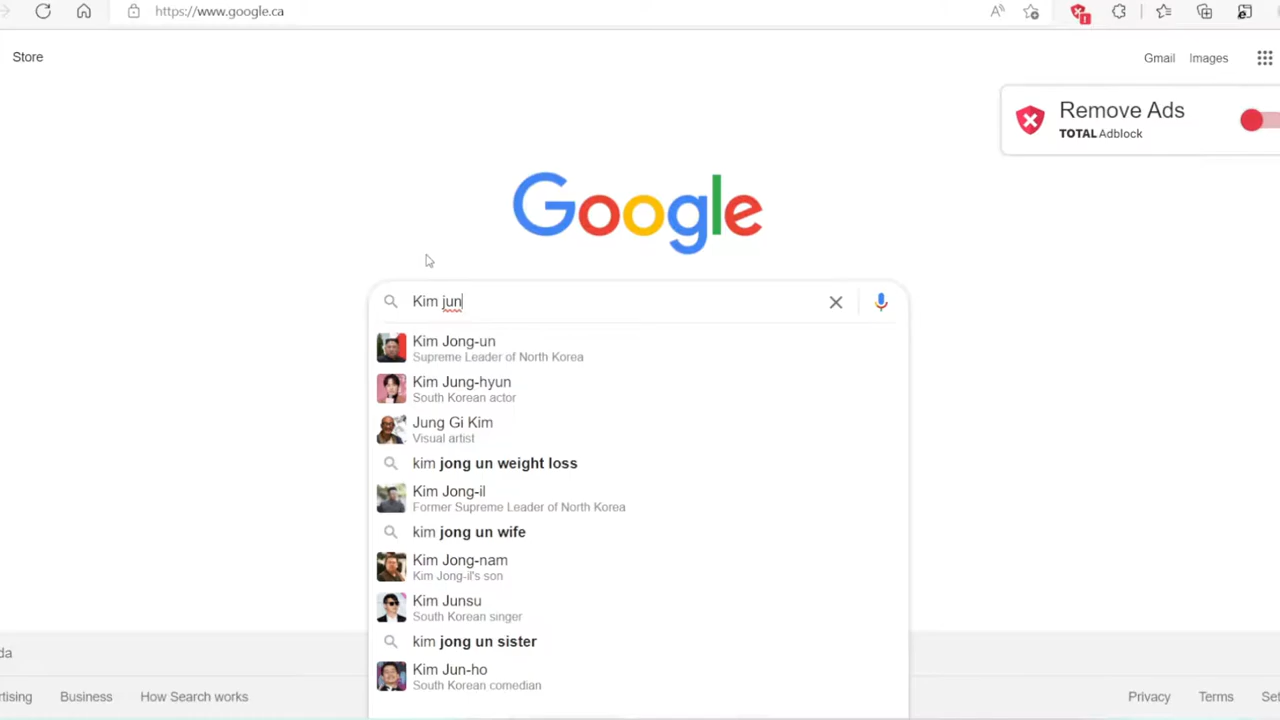 https://www.google.ca
Store
Gmail Images
Remove Ads
TOTAL Adblock
Google
Kim jun
Kim Jong-un
Supreme Leader of North Korea
Kim Jung-hyun
South Korean actor
Jung Gi Kim
Visual artist
kim jong un weight loss
Kim Jong-il
Former Supreme Leader of North Korea
kim jong un wife
Kim Jong-nam
Kim Jong-il's son
Kim Junsu
South Korean singer
kim jong un sister
Kim Jun-ho
South Korean comedian
da
rtising Business How Search works Privacy Terms Set